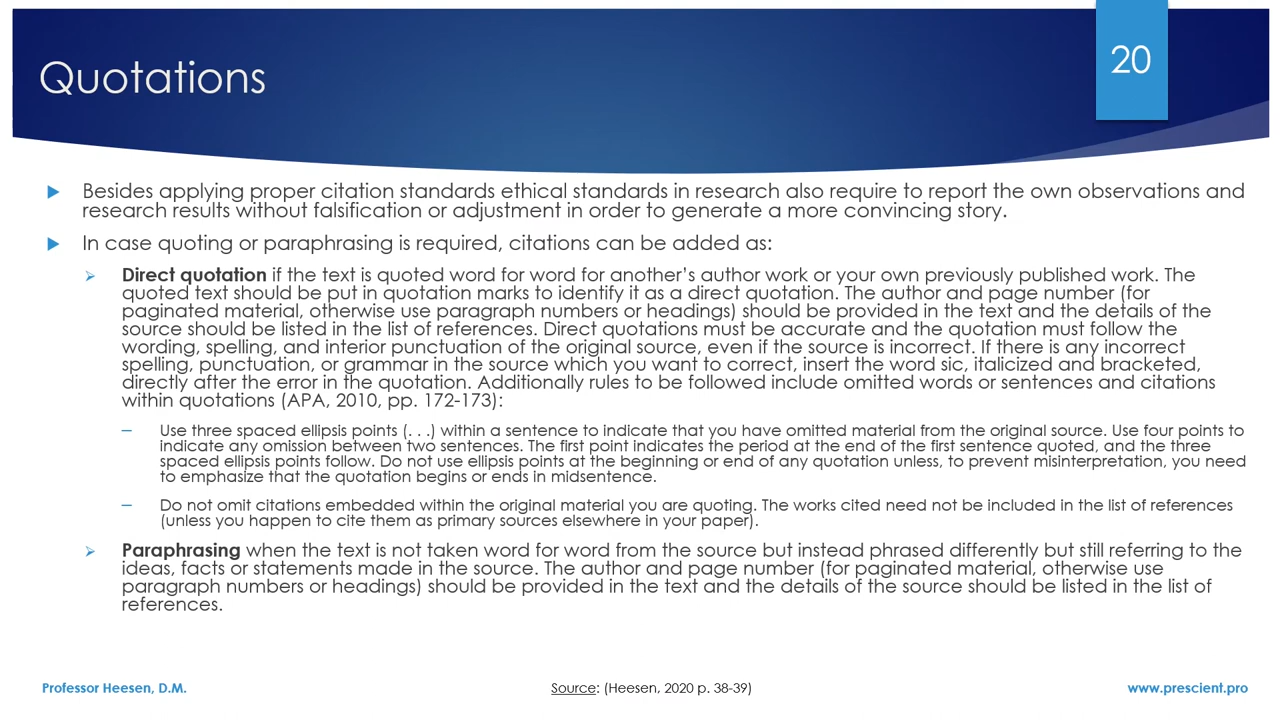 Quotations
20
Besides applying proper citation standards ethical standards in research also require to report the own observations and
research results without falsification or adjustment in order to generate a more convincing story.
In case quoting or paraphrasing is required, citations can be added as:
Direct quotation if the text is quoted word for word for another’s author work or your own previously published work. The
quoted text should be put in quotation marks to identify it as a direct quotation. The author and page number (for
paginated material, otherwise use paragraph numbers or headings) should be provided in the text and the details of the
source should be listed in the list of references. Direct quotations must be accurate and the quotation must follow the
wording, spelling, and interior punctuation of the original source, even if the source is incorrect. If there is any incorrect
spelling, punctuation, or grammar in the source which you want to correct, insert the word sic, italicized and bracketed,
directly after the error in the quotation. Additionally rules to be followed include omitted words or sentences and citations
within quotations (APA, 2010, pp. 172-173):
– Use three spaced ellipsis points (. . .) within a sentence to indicate that you have omitted material from the original source. Use four points to
indicate any omission between two sentences. The first point indicates the period at the end of the first sentence quoted, and the three
spaced ellipsis points follow. Do not use ellipsis points at the beginning or end of any quotation unless, to prevent misinterpretation, you need
to emphasize that the quotation begins or ends in midsentence.
– Do not omit citations embedded within the original material you are quoting. The works cited need not be included in the list of references
(unless you happen to cite them as primary sources elsewhere in your paper).
Paraphrasing when the text is not taken word for word from the source but instead phrased differently but still referring to the
ideas, facts or statements made in the source. The author and page number (for paginated material, otherwise use
paragraph numbers or headings) should be provided in the text and the details of the source should be listed in the list of
references.
Professor Heesen, D.M.
Source: (Heesen, 2020 p. 38-39)
www.prescient.pro